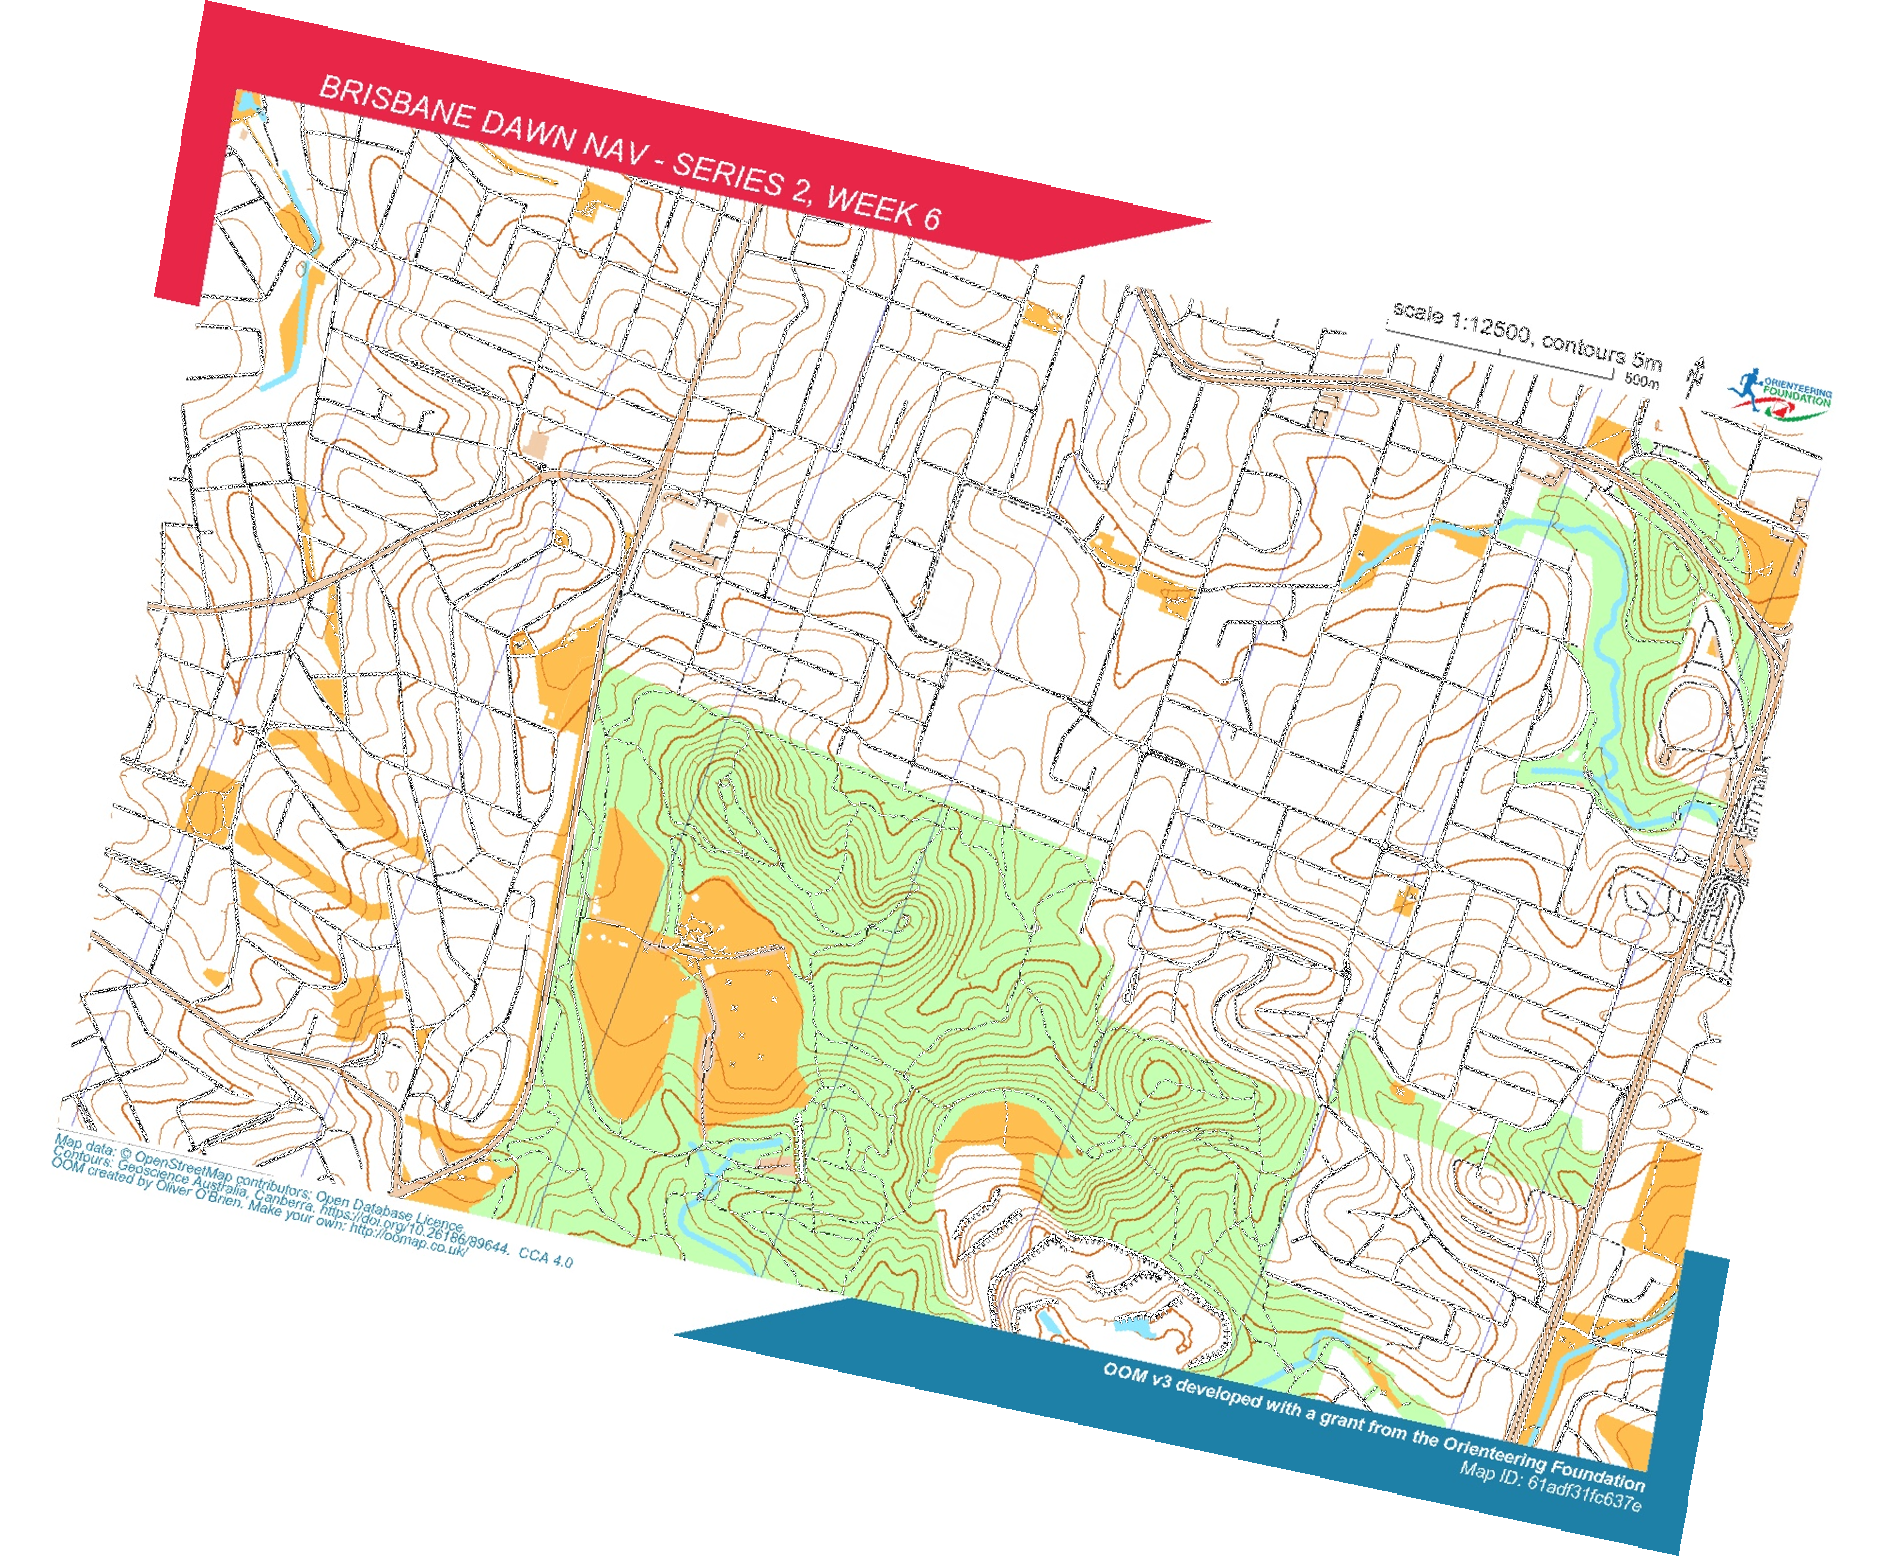 BRISBANE DAWN NAV - SERIES 2, WEEK 6
scale 1:12500, contours 5m
500m
ORIENTEERING
FOUNDATION
Map data: © OpenStreetMap contributors: Open Database Licence.
Contours: Geoscience Australia, Canberra. https://doi.org/10.26186/89644. CCA 4.0
OOM created by Oliver O'Brien. Make your own: http://oomap.co.uk/
OOM v3 developed with a grant from the Orienteering Foundation
Map ID: 61adf31fc637e